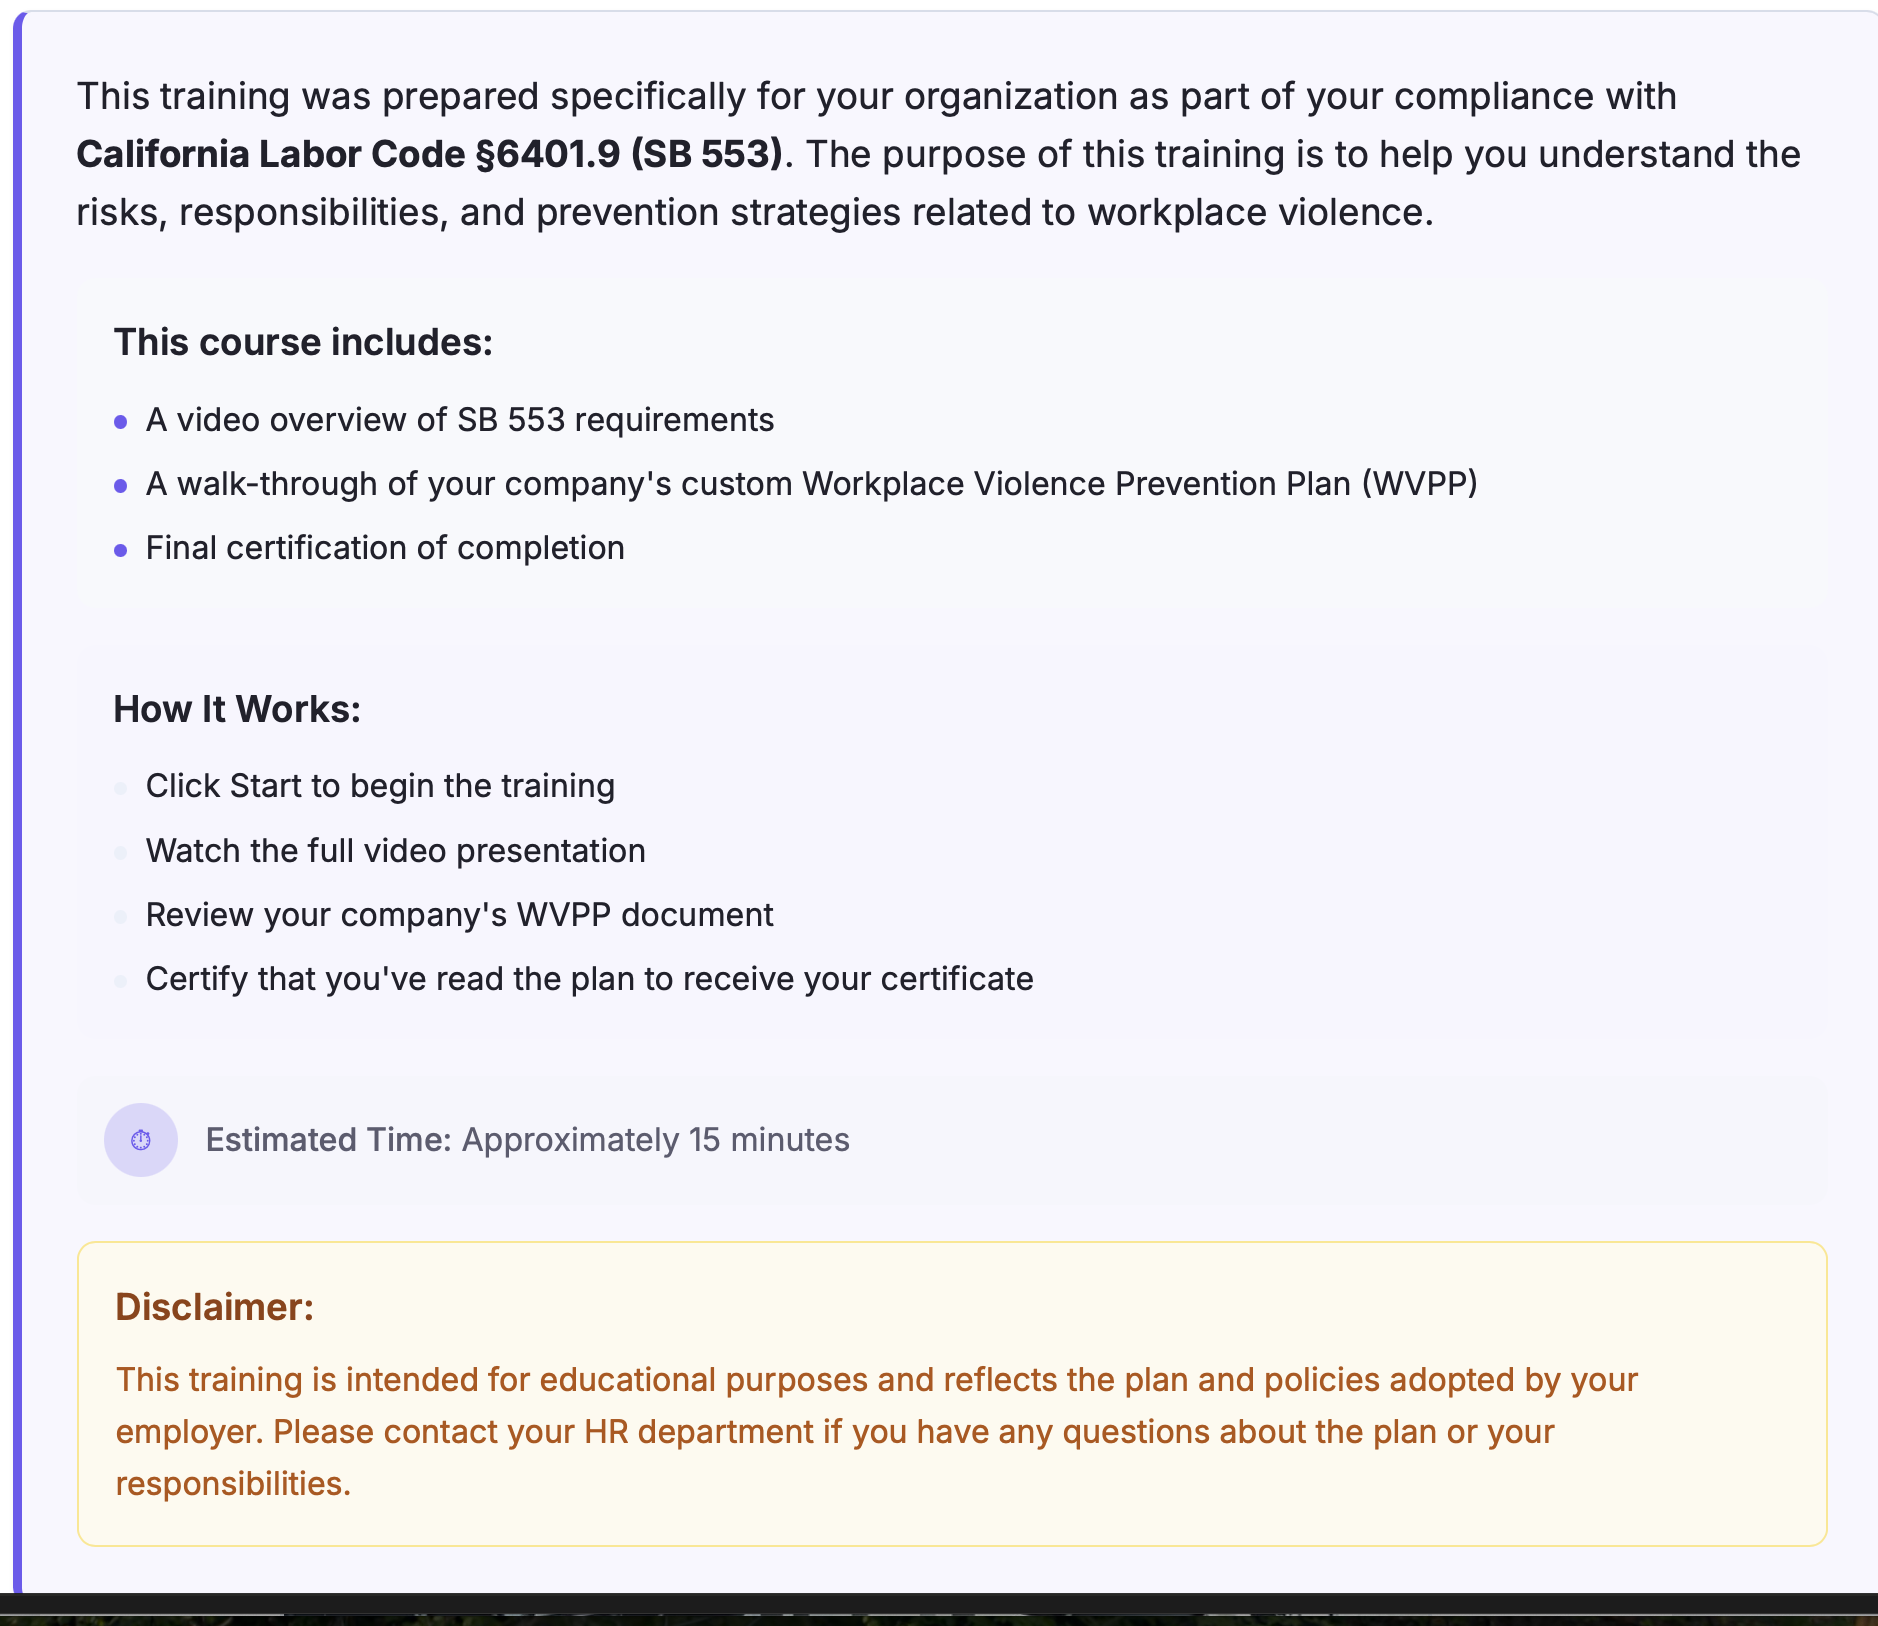 This training was prepared specifically for your organization as part of your compliance with
California Labor Code §6401.9 (SB 553). The purpose of this training is to help you understand the
risks, responsibilities, and prevention strategies related to workplace violence.
This course includes:
A video overview of SB 553 requirements
A walk-through of your company's custom Workplace Violence Prevention Plan (WVPP)
Final certification of completion
How It Works:
Click Start to begin the training
Watch the full video presentation
Review your company's WVPP document
Certify that you've read the plan to receive your certificate
Estimated Time: Approximately 15 minutes
Disclaimer:
This training is intended for educational purposes and reflects the plan and policies adopted by your
employer. Please contact your HR department if you have any questions about the plan or your
responsibilities.